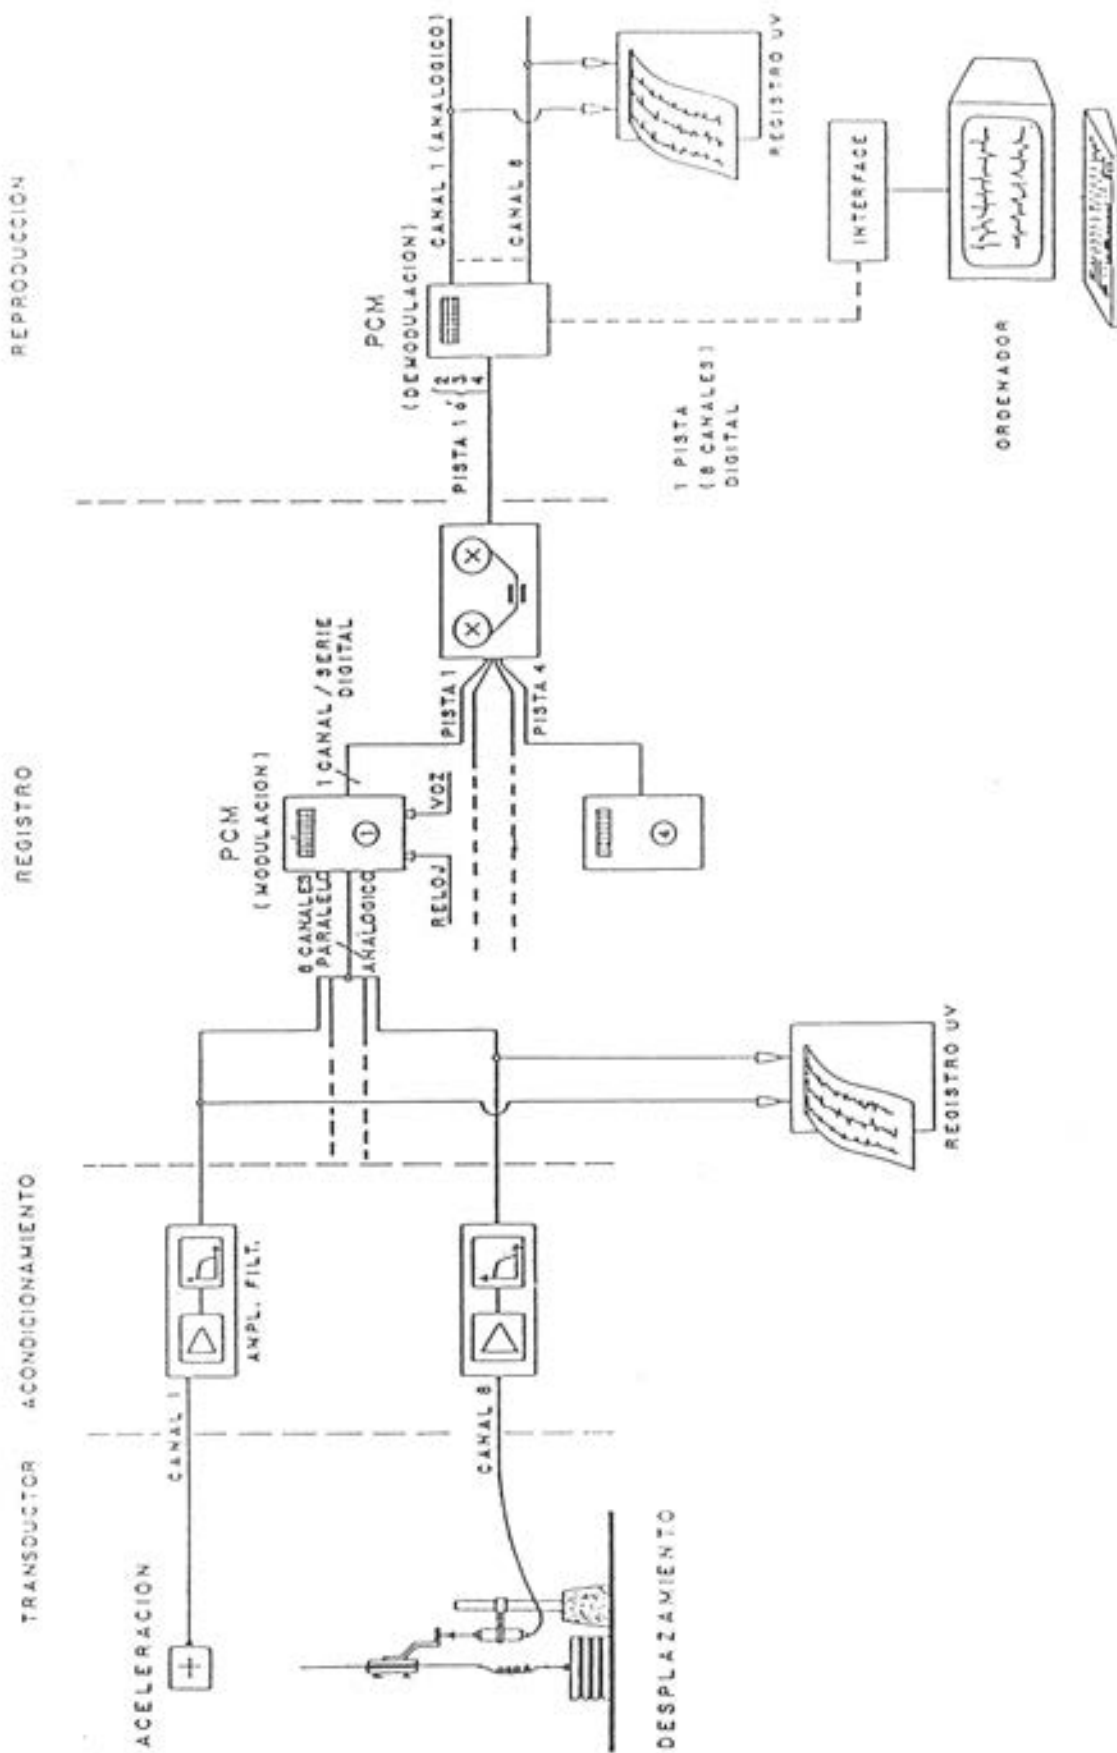 TRANSDUCTOR
ACONDICIONAMIENTO
REGISTRO
REPRODUCCION
ACELERACION
CANAL 1
AMPL. FILT.
DESPLAZAMIENTO
CANAL 8
8 CANALES
PARALELO
ANALOGICO
PCM
(MODULACION)
1
RELOJ
VOZ
1 CANAL / SERIE
DIGITAL
PISTA 1
PISTA 4
4
REGISTRO UV
PISTA 1 ó
2
3
4
PCM
(DEMODULACION)
CANAL 1 (ANALOGICO)
CANAL 8
REGISTRO UV
1 PISTA
(8 CANALES)
DIGITAL
INTERFACE
ORDENADOR